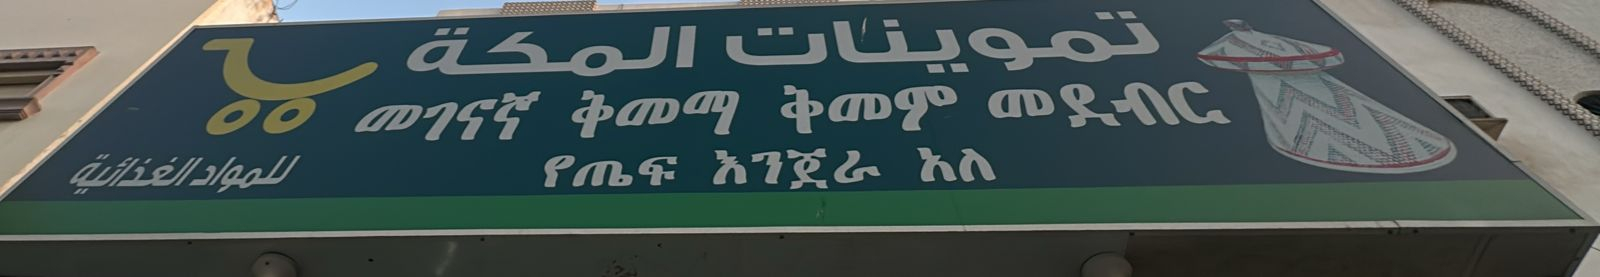 تموينات المكة
መገናኛ ቅመማ ቅመም መደብር
የጤፍ እንጀራ አለ
للمواد الغذائية